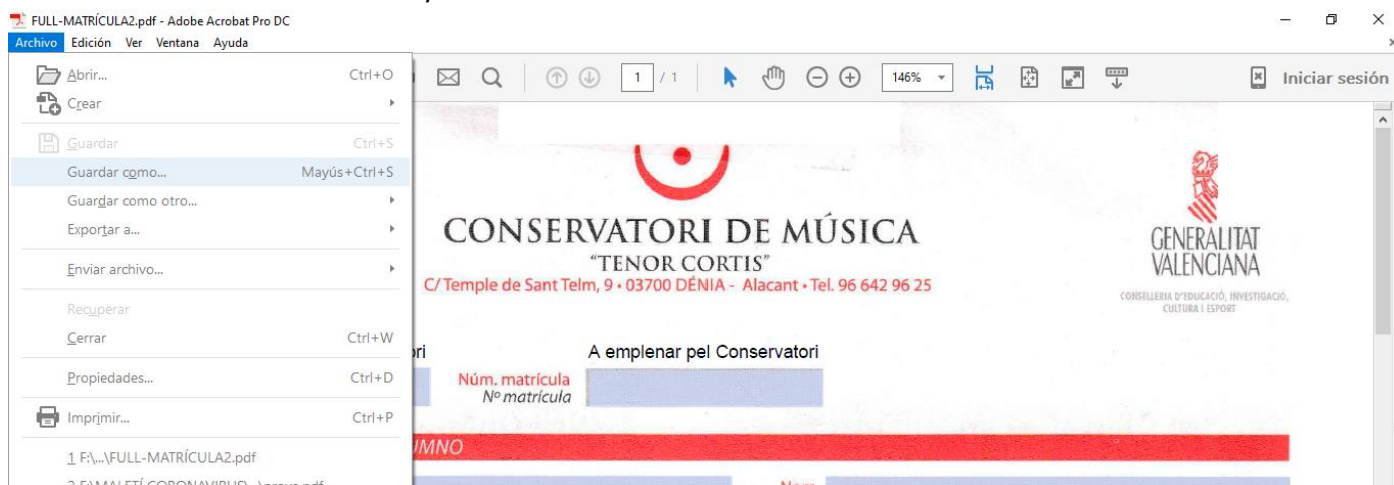 FULL-MATRÍCULA2.pdf - Adobe Acrobat Pro DC
Archivo Edición Ver Ventana Ayuda
Abrir... Ctrl+O
Crear
Guardar Ctrl+S
Guardar como... Mayús+Ctrl+S
Guardar como otro...
Exportar a...
Enviar archivo...
Recuperar
Cerrar Ctrl+W
Propiedades... Ctrl+D
Imprimir... Ctrl+P
1 F:\...\FULL-MATRÍCULA2.pdf
1 / 1
146%
Iniciar sesión
CONSERVATORI DE MÚSICA
"TENOR CORTIS"
C/ Temple de Sant Telm, 9 • 03700 DÉNIA - Alacant • Tel. 96 642 96 25
GENERALITAT
VALENCIANA
CONSELLERIA D'EDUCACIÓ, INVESTIGACIÓ,
CULTURA I ESPORT
A emplenar pel Conservatori
Núm. matrícula
Nº matrícula